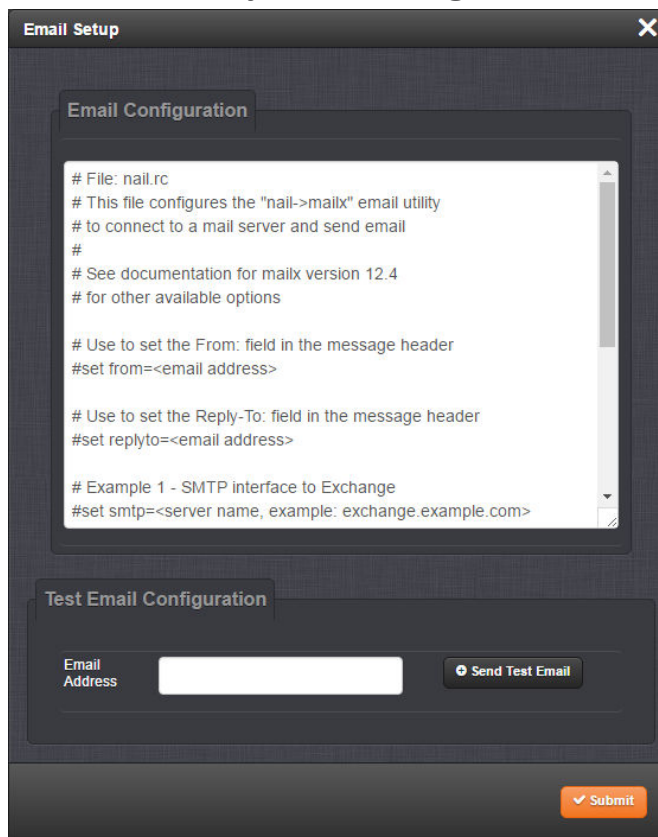 Email Setup
Email Configuration
# File: nail.rc
# This file configures the "nail->mailx" email utility
# to connect to a mail server and send email
#
# See documentation for mailx version 12.4
# for other available options
# Use to set the From: field in the message header
#set from=<email address>
# Use to set the Reply-To: field in the message header
#set replyto=<email address>
# Example 1 - SMTP interface to Exchange
#set smtp=<server name, example: exchange.example.com>
Test Email Configuration
Email
Address
Send Test Email
Submit